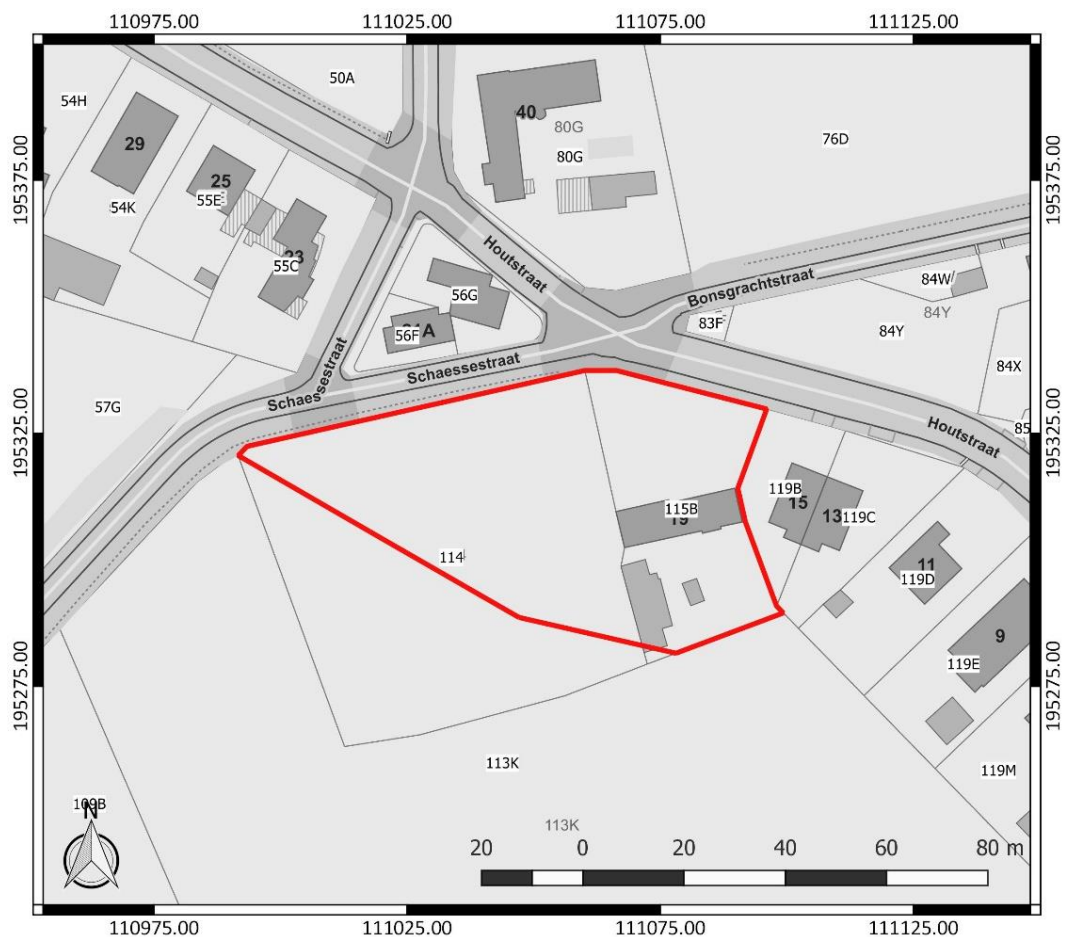 110975.00
111025.00
111075.00
111125.00
195375.00
195375.00
195325.00
195325.00
195275.00
195275.00
50A
54H
29
40
80G
80G
76D
25
55E
54K
23
55C
Houtstraat
56G
56F
Bonsgrachtstraat
84W
84Y
83F
84Y
84X
Schaessestraat
Schaessestraat
57G
Houtstraat
85
119B
15
13
119C
115B
19
114
11
119D
9
119E
113K
119M
109B
113K
N
20 0 20 40 60 80 m
110975.00
111025.00
111075.00
111125.00